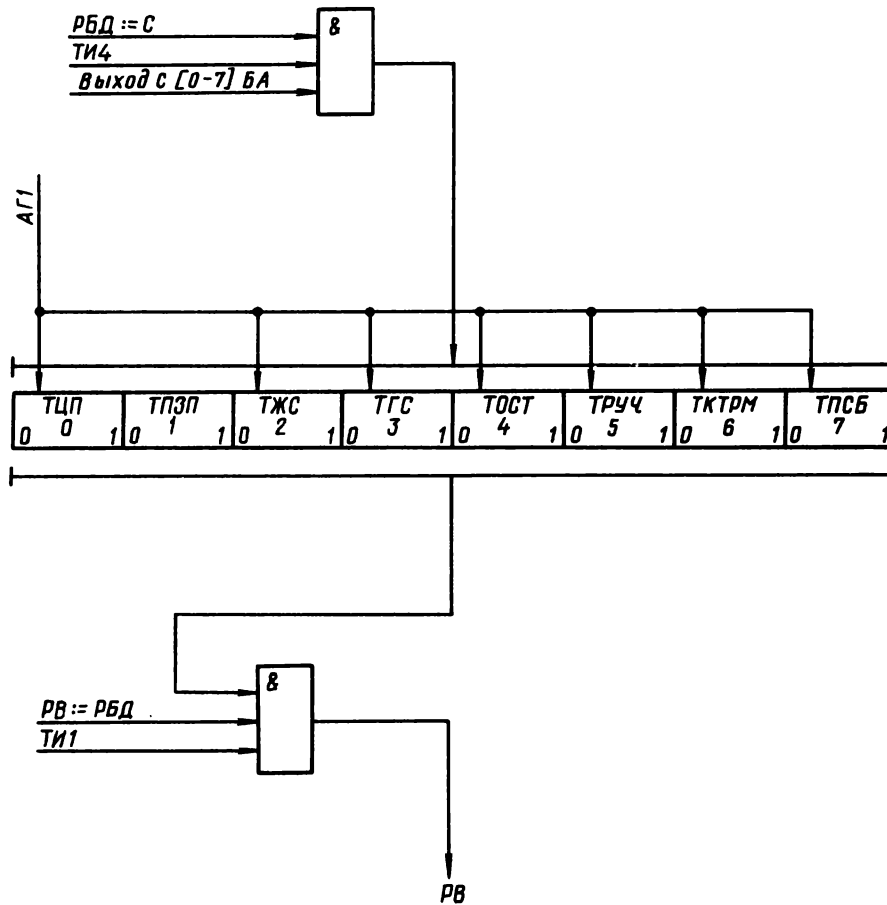 РБД := С
&
ТИ4
Выход С [0-7] БА
АГ1
ТЦП ТПЗП ТЖС ТГС ТОСТ ТРУЧ ТКТРМ ТПСБ
0 0 1 0 1 1 0 2 1 0 3 1 0 4 1 0 5 1 0 6 1 0 7 1
&
РВ := РБД
ТИ1
РВ